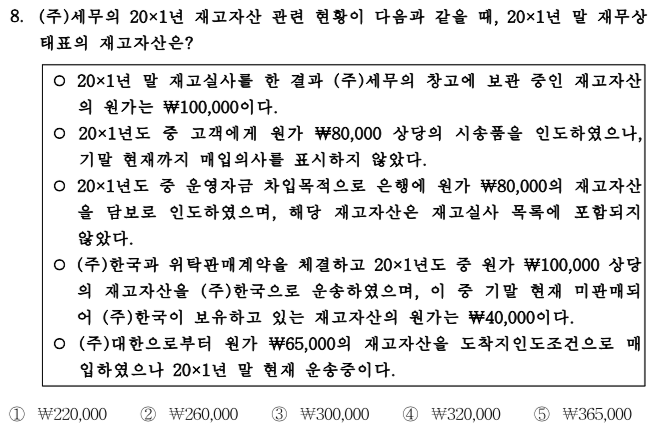 8. (주)세무의 20×1년 재고자산 관련 현황이 다음과 같을 때, 20×1년 말 재무상
태표의 재고자산은?
○ 20×1년 말 재고실사를 한 결과 (주)세무의 창고에 보관 중인 재고자산
의 원가는 ₩100,000이다.
○ 20×1년도 중 고객에게 원가 ₩80,000 상당의 시송품을 인도하였으나,
기말 현재까지 매입의사를 표시하지 않았다.
○ 20×1년도 중 운영자금 차입목적으로 은행에 원가 ₩80,000의 재고자산
을 담보로 인도하였으며, 해당 재고자산은 재고실사 목록에 포함되지
않았다.
○ (주)한국과 위탁판매계약을 체결하고 20×1년도 중 원가 ₩100,000 상당
의 재고자산을 (주)한국으로 운송하였으며, 이 중 기말 현재 미판매되
어 (주)한국이 보유하고 있는 재고자산의 원가는 ₩40,000이다.
○ (주)대한으로부터 원가 ₩65,000의 재고자산을 도착지인도조건으로 매
입하였으나 20×1년 말 현재 운송중이다.
① ₩220,000 ② ₩260,000 ③ ₩300,000 ④ ₩320,000 ⑤ ₩365,000